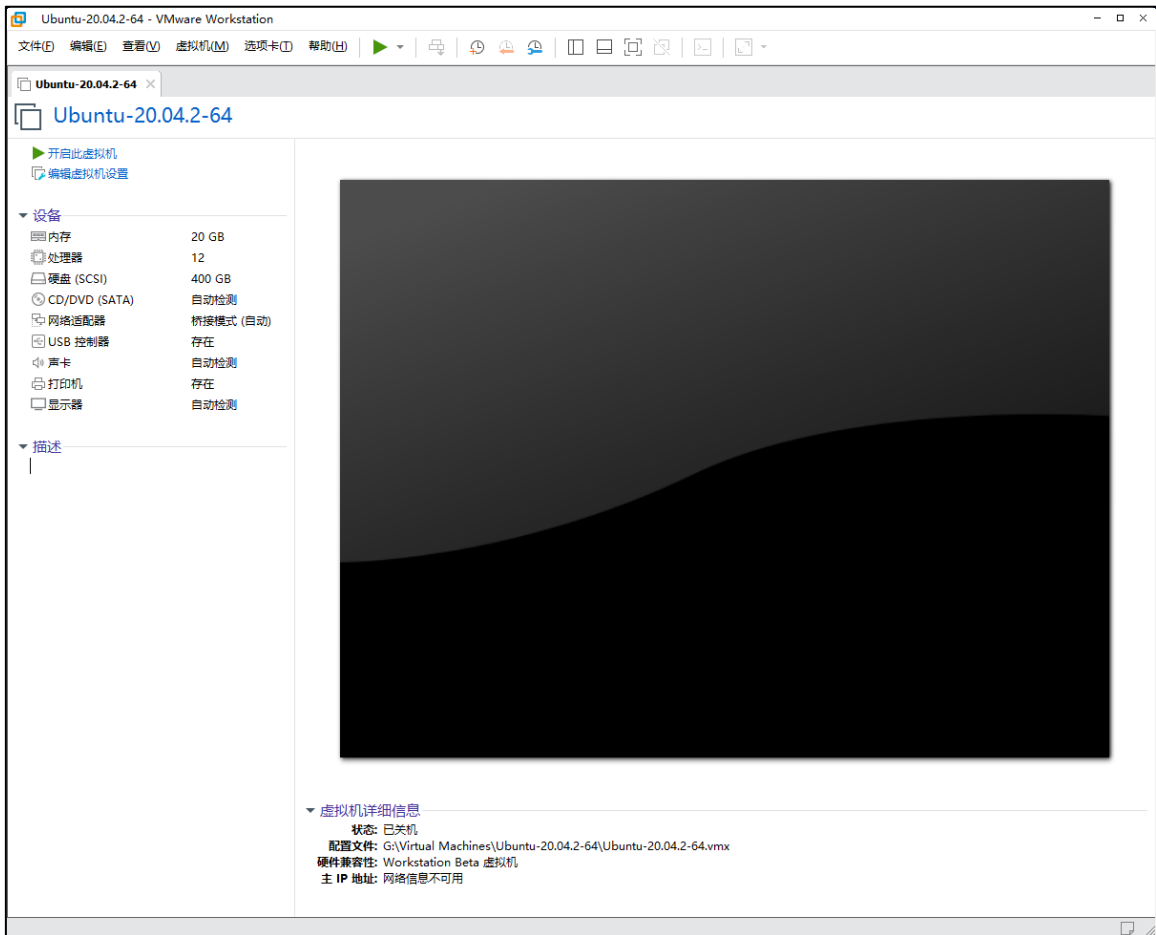 Ubuntu-20.04.2-64 - VMware Workstation
文件(F) 编辑(E) 查看(V) 虚拟机(M) 选项卡(T) 帮助(H)
Ubuntu-20.04.2-64
Ubuntu-20.04.2-64
开启此虚拟机
编辑虚拟机设置
设备
内存 20 GB
处理器 12
硬盘 (SCSI) 400 GB
CD/DVD (SATA) 自动检测
网络适配器 桥接模式 (自动)
USB 控制器 存在
声卡 自动检测
打印机 存在
显示器 自动检测
描述
虚拟机详细信息
状态: 已关机
配置文件: G:\Virtual Machines\Ubuntu-20.04.2-64\Ubuntu-20.04.2-64.vmx
硬件兼容性: Workstation Beta 虚拟机
主 IP 地址: 网络信息不可用